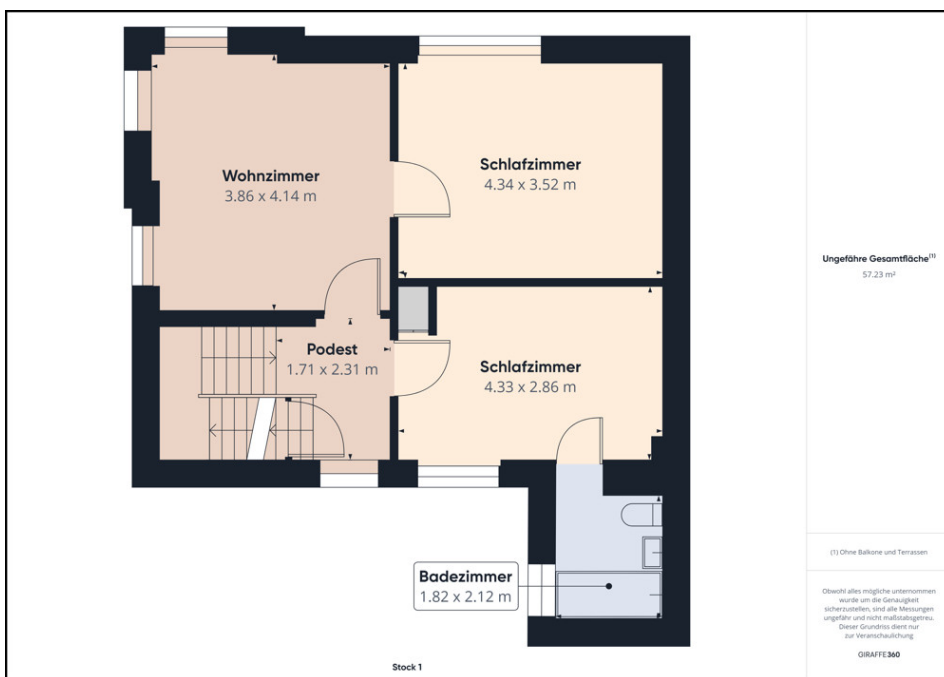 Wohnzimmer
3.86 x 4.14 m
Schlafzimmer
4.34 x 3.52 m
Podest
1.71 x 2.31 m
Schlafzimmer
4.33 x 2.86 m
Badezimmer
1.82 x 2.12 m
Stock 1
Ungefähre Gesamtfläche(1)
57.23 m²
(1) Ohne Balkone und Terrassen
Obwohl alles mögliche unternommen
wurde um die Genauigkeit
sicherzustellen, sind alle Messungen
ungefähr und nicht maßstabsgetreu.
Dieser Grundriss dient nur
zur Veranschaulichung
GIRAFFE360